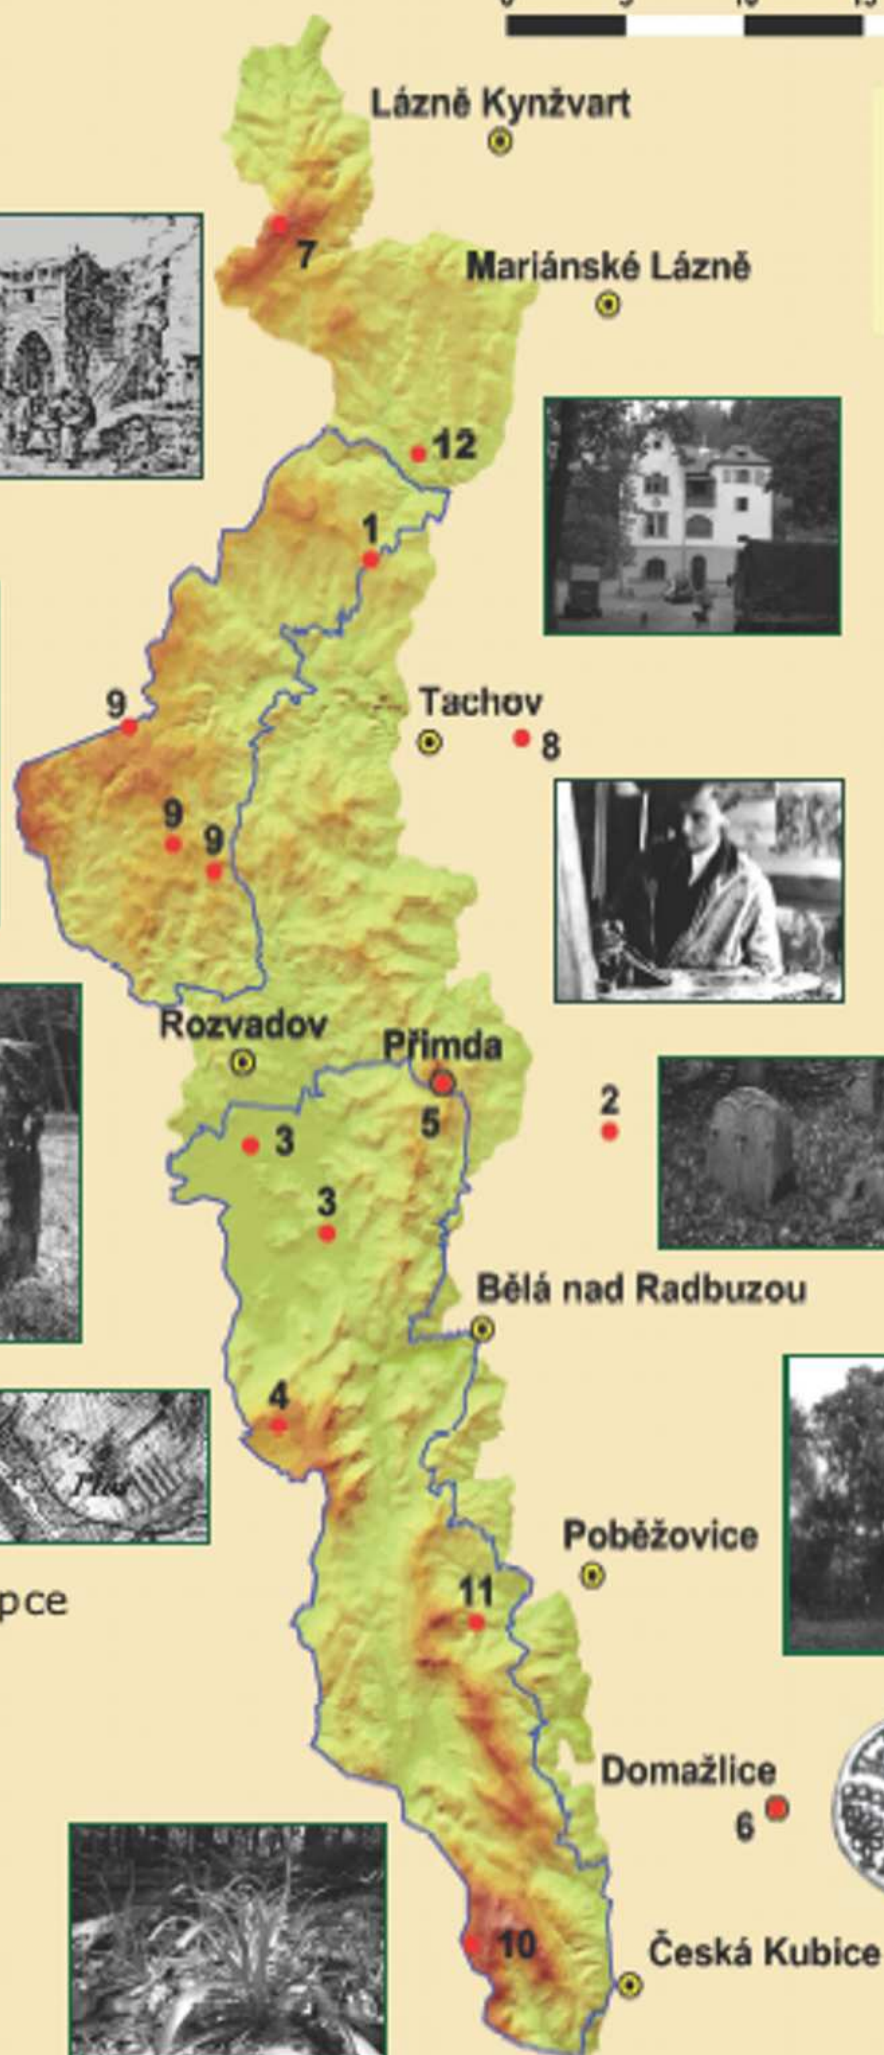 Lázně Kynžvart
7
Mariánské Lázně
12
1
9
Tachov
8
9
9
Rozvadov
Přimda
2
5
3
3
Bělá nad Radbuzou
4
Ples
pce
Poběžovice
11
Domažlice
6
10
Česká Kubice